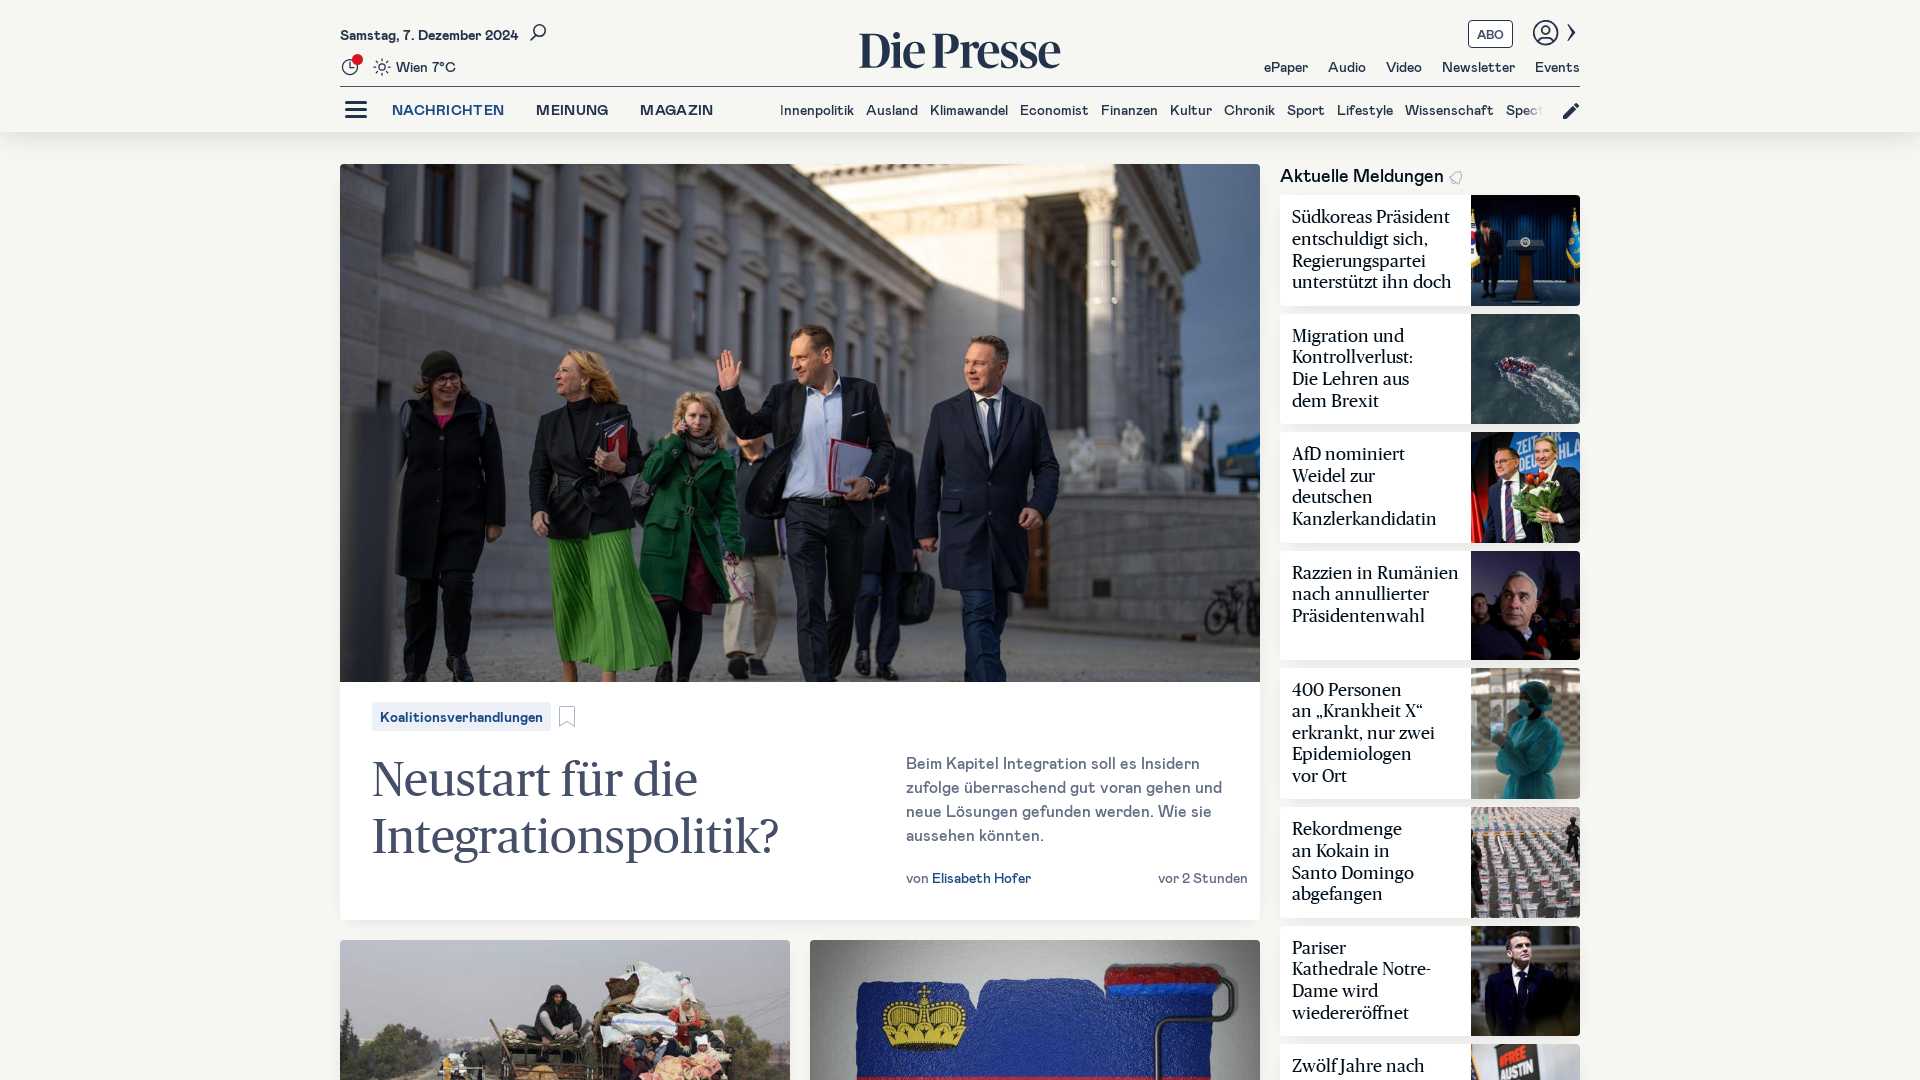 Samstag, 7. Dezember 2024
Wien 7°C
Die Presse
ABO
ePaper Audio Video Newsletter Events
NACHRICHTEN MEINUNG MAGAZIN
Innenpolitik Ausland Klimawandel Economist Finanzen Kultur Chronik Sport Lifestyle Wissenschaft Spect
Koalitionsverhandlungen
Neustart für die
Integrationspolitik?
Beim Kapitel Integration soll es Insidern
zufolge überraschend gut voran gehen und
neue Lösungen gefunden werden. Wie sie
aussehen könnten.
von Elisabeth Hofer
vor 2 Stunden
Aktuelle Meldungen
Südkoreas Präsident
entschuldigt sich,
Regierungspartei
unterstützt ihn doch
Migration und
Kontrollverlust:
Die Lehren aus
dem Brexit
AfD nominiert
Weidel zur
deutschen
Kanzlerkandidatin
ZEIT FÜR
DEUTSCHLA
Razzien in Rumänien
nach annullierter
Präsidentenwahl
400 Personen
an „Krankheit X“
erkrankt, nur zwei
Epidemiologen
vor Ort
Rekordmenge
an Kokain in
Santo Domingo
abgefangen
Pariser
Kathedrale Notre-
Dame wird
wiedereröffnet
Zwölf Jahre nach
#FREE
AUSTIN